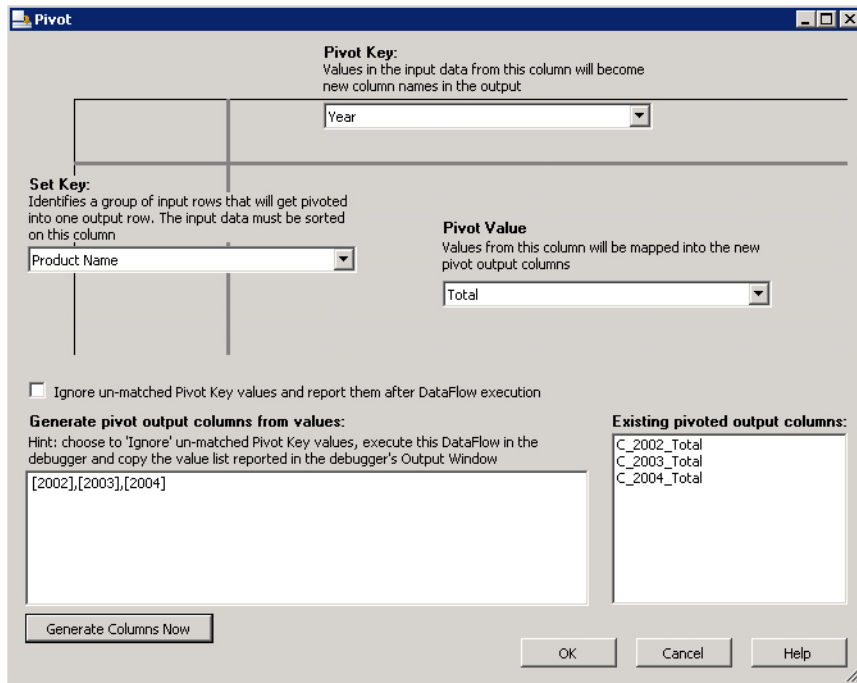 Pivot
Pivot Key:
Values in the input data from this column will become
new column names in the output
Year
Set Key:
Identifies a group of input rows that will get pivoted
into one output row. The input data must be sorted
on this column
Product Name
Pivot Value
Values from this column will be mapped into the new
pivot output columns
Total
Ignore un-matched Pivot Key values and report them after DataFlow execution
Generate pivot output columns from values:
Hint: choose to 'Ignore' un-matched Pivot Key values, execute this DataFlow in the
debugger and copy the value list reported in the debugger's Output Window
[2002],[2003],[2004]
Existing pivoted output columns:
C_2002_Total
C_2003_Total
C_2004_Total
Generate Columns Now
OK
Cancel
Help